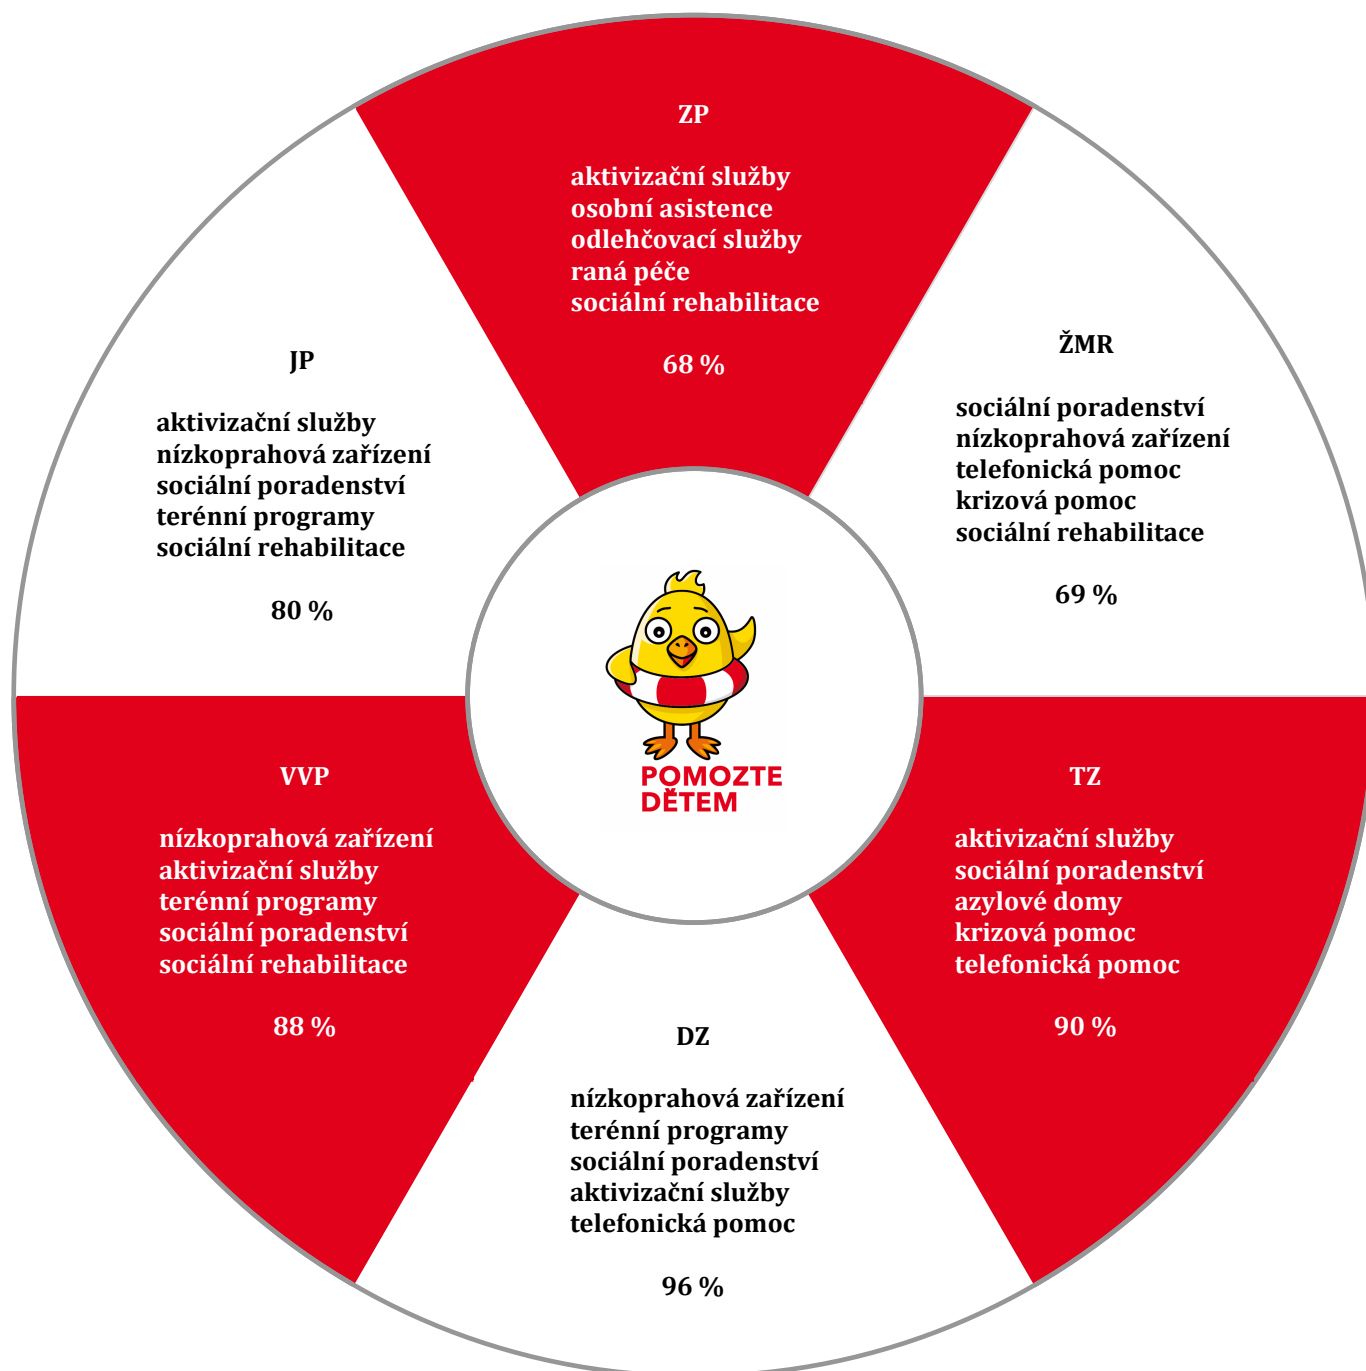 ZP
aktivizační služby
osobní asistence
odlehčovací služby
raná péče
sociální rehabilitace
68 %
ŽMR
sociální poradenství
nízkoprahová zařízení
telefonická pomoc
krizová pomoc
sociální rehabilitace
69 %
TZ
aktivizační služby
sociální poradenství
azylové domy
krizová pomoc
telefonická pomoc
90 %
DZ
nízkoprahová zařízení
terénní programy
sociální poradenství
aktivizační služby
telefonická pomoc
96 %
VVP
nízkoprahová zařízení
aktivizační služby
terénní programy
sociální poradenství
sociální rehabilitace
88 %
JP
aktivizační služby
nízkoprahová zařízení
sociální poradenství
terénní programy
sociální rehabilitace
80 %
POMOZTE
DĚTEM